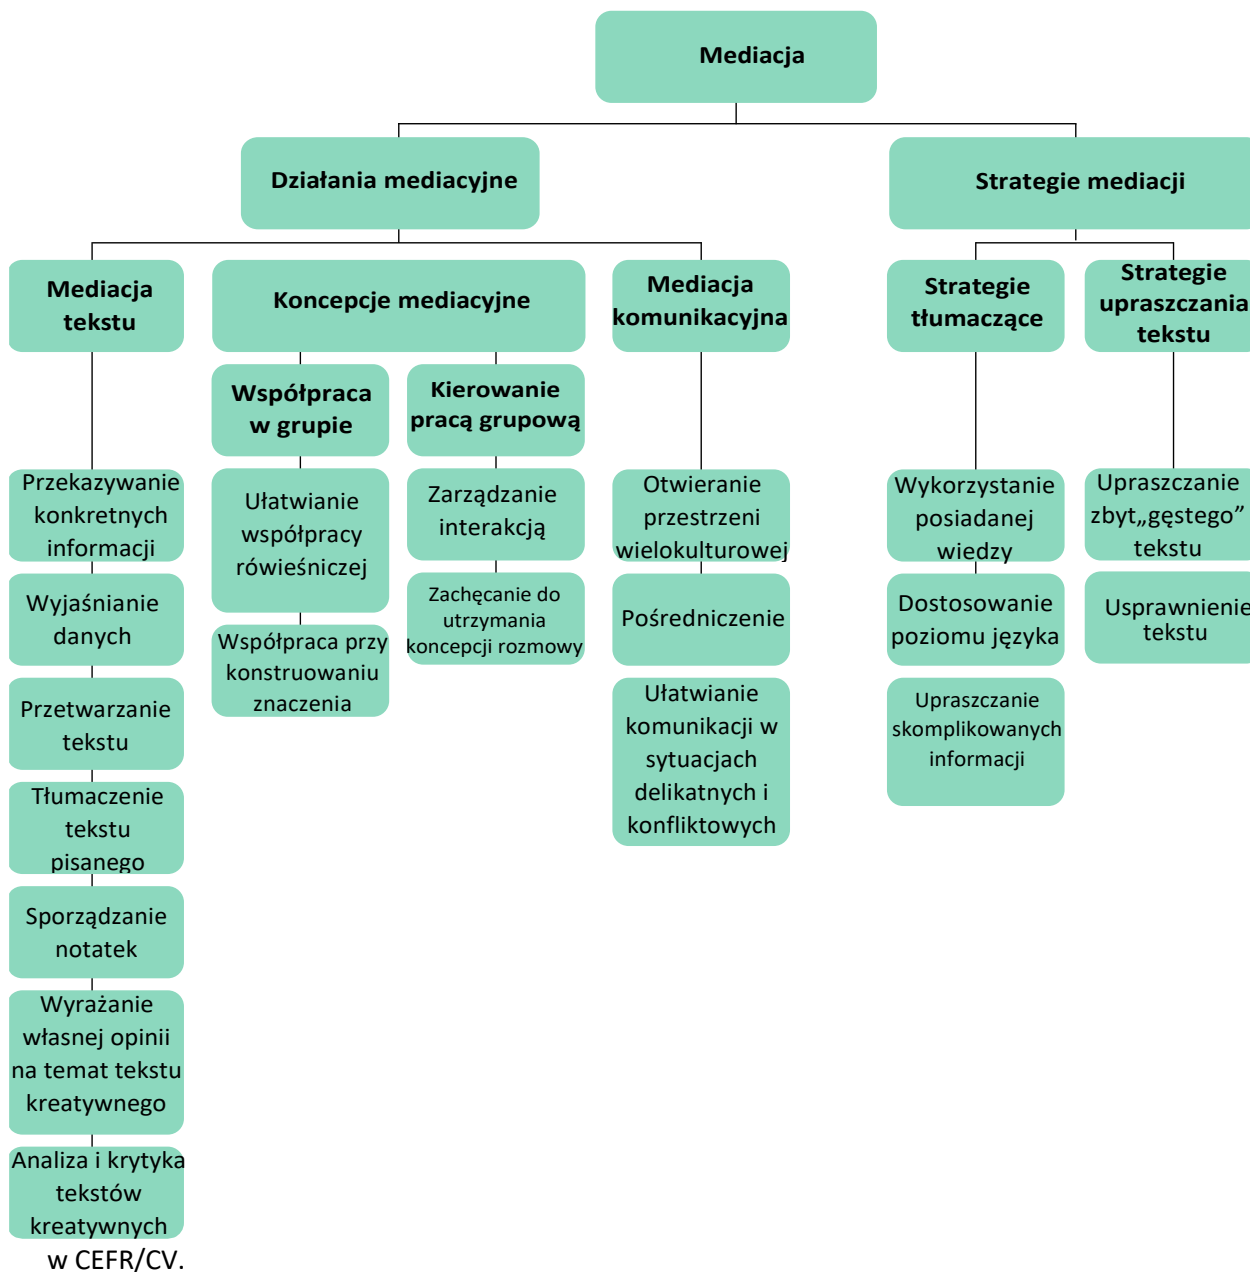 Mediacja
Działania mediacyjne
Strategie mediacji
Mediacja
tekstu
Koncepcje mediacyjne
Mediacja
komunikacyjna
Strategie
tłumaczące
Strategie
upraszczania
tekstu
Współpraca
w grupie
Kierowanie
pracą grupową
Przekazywanie
konkretnych
informacji
Ułatwianie
współpracy
rówieśniczej
Zarządzanie
interakcją
Otwieranie
przestrzeni
wielokulturowej
Wykorzystanie
posiadanej
wiedzy
Upraszczanie
zbyt„gęstego”
tekstu
Wyjaśnianie
danych
Współpraca przy
konstruowaniu
znaczenia
Zachęcanie do
utrzymania
koncepcji rozmowy
Pośredniczenie
Dostosowanie
poziomu języka
Usprawnienie
tekstu
Przetwarzanie
tekstu
Ułatwianie
komunikacji w
sytuacjach
delikatnych i
konfliktowych
Upraszczanie
skomplikowanych
informacji
Tłumaczenie
tekstu
pisanego
Sporządzanie
notatek
Wyrażanie
własnej opinii
na temat tekstu
kreatywnego
Analiza i krytyka
tekstów
kreatywnych
w CEFR/CV.